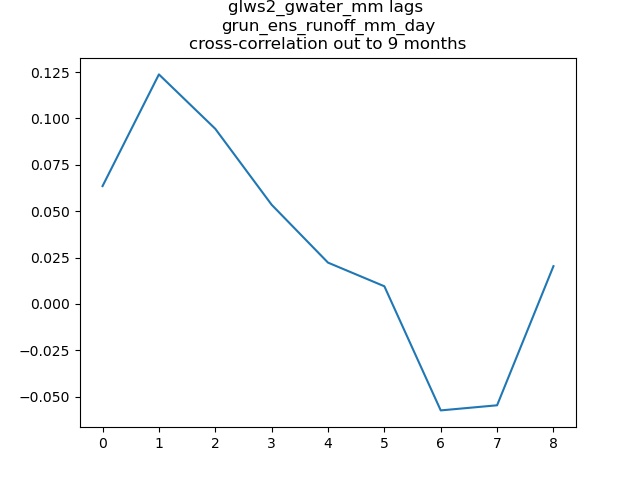 glws2_gwater_mm lags
grun_ens_runoff_mm_day
cross-correlation out to 9 months
0.125
0.100
0.075
0.050
0.025
0.000
−0.025
−0.050
0 1 2 3 4 5 6 7 8